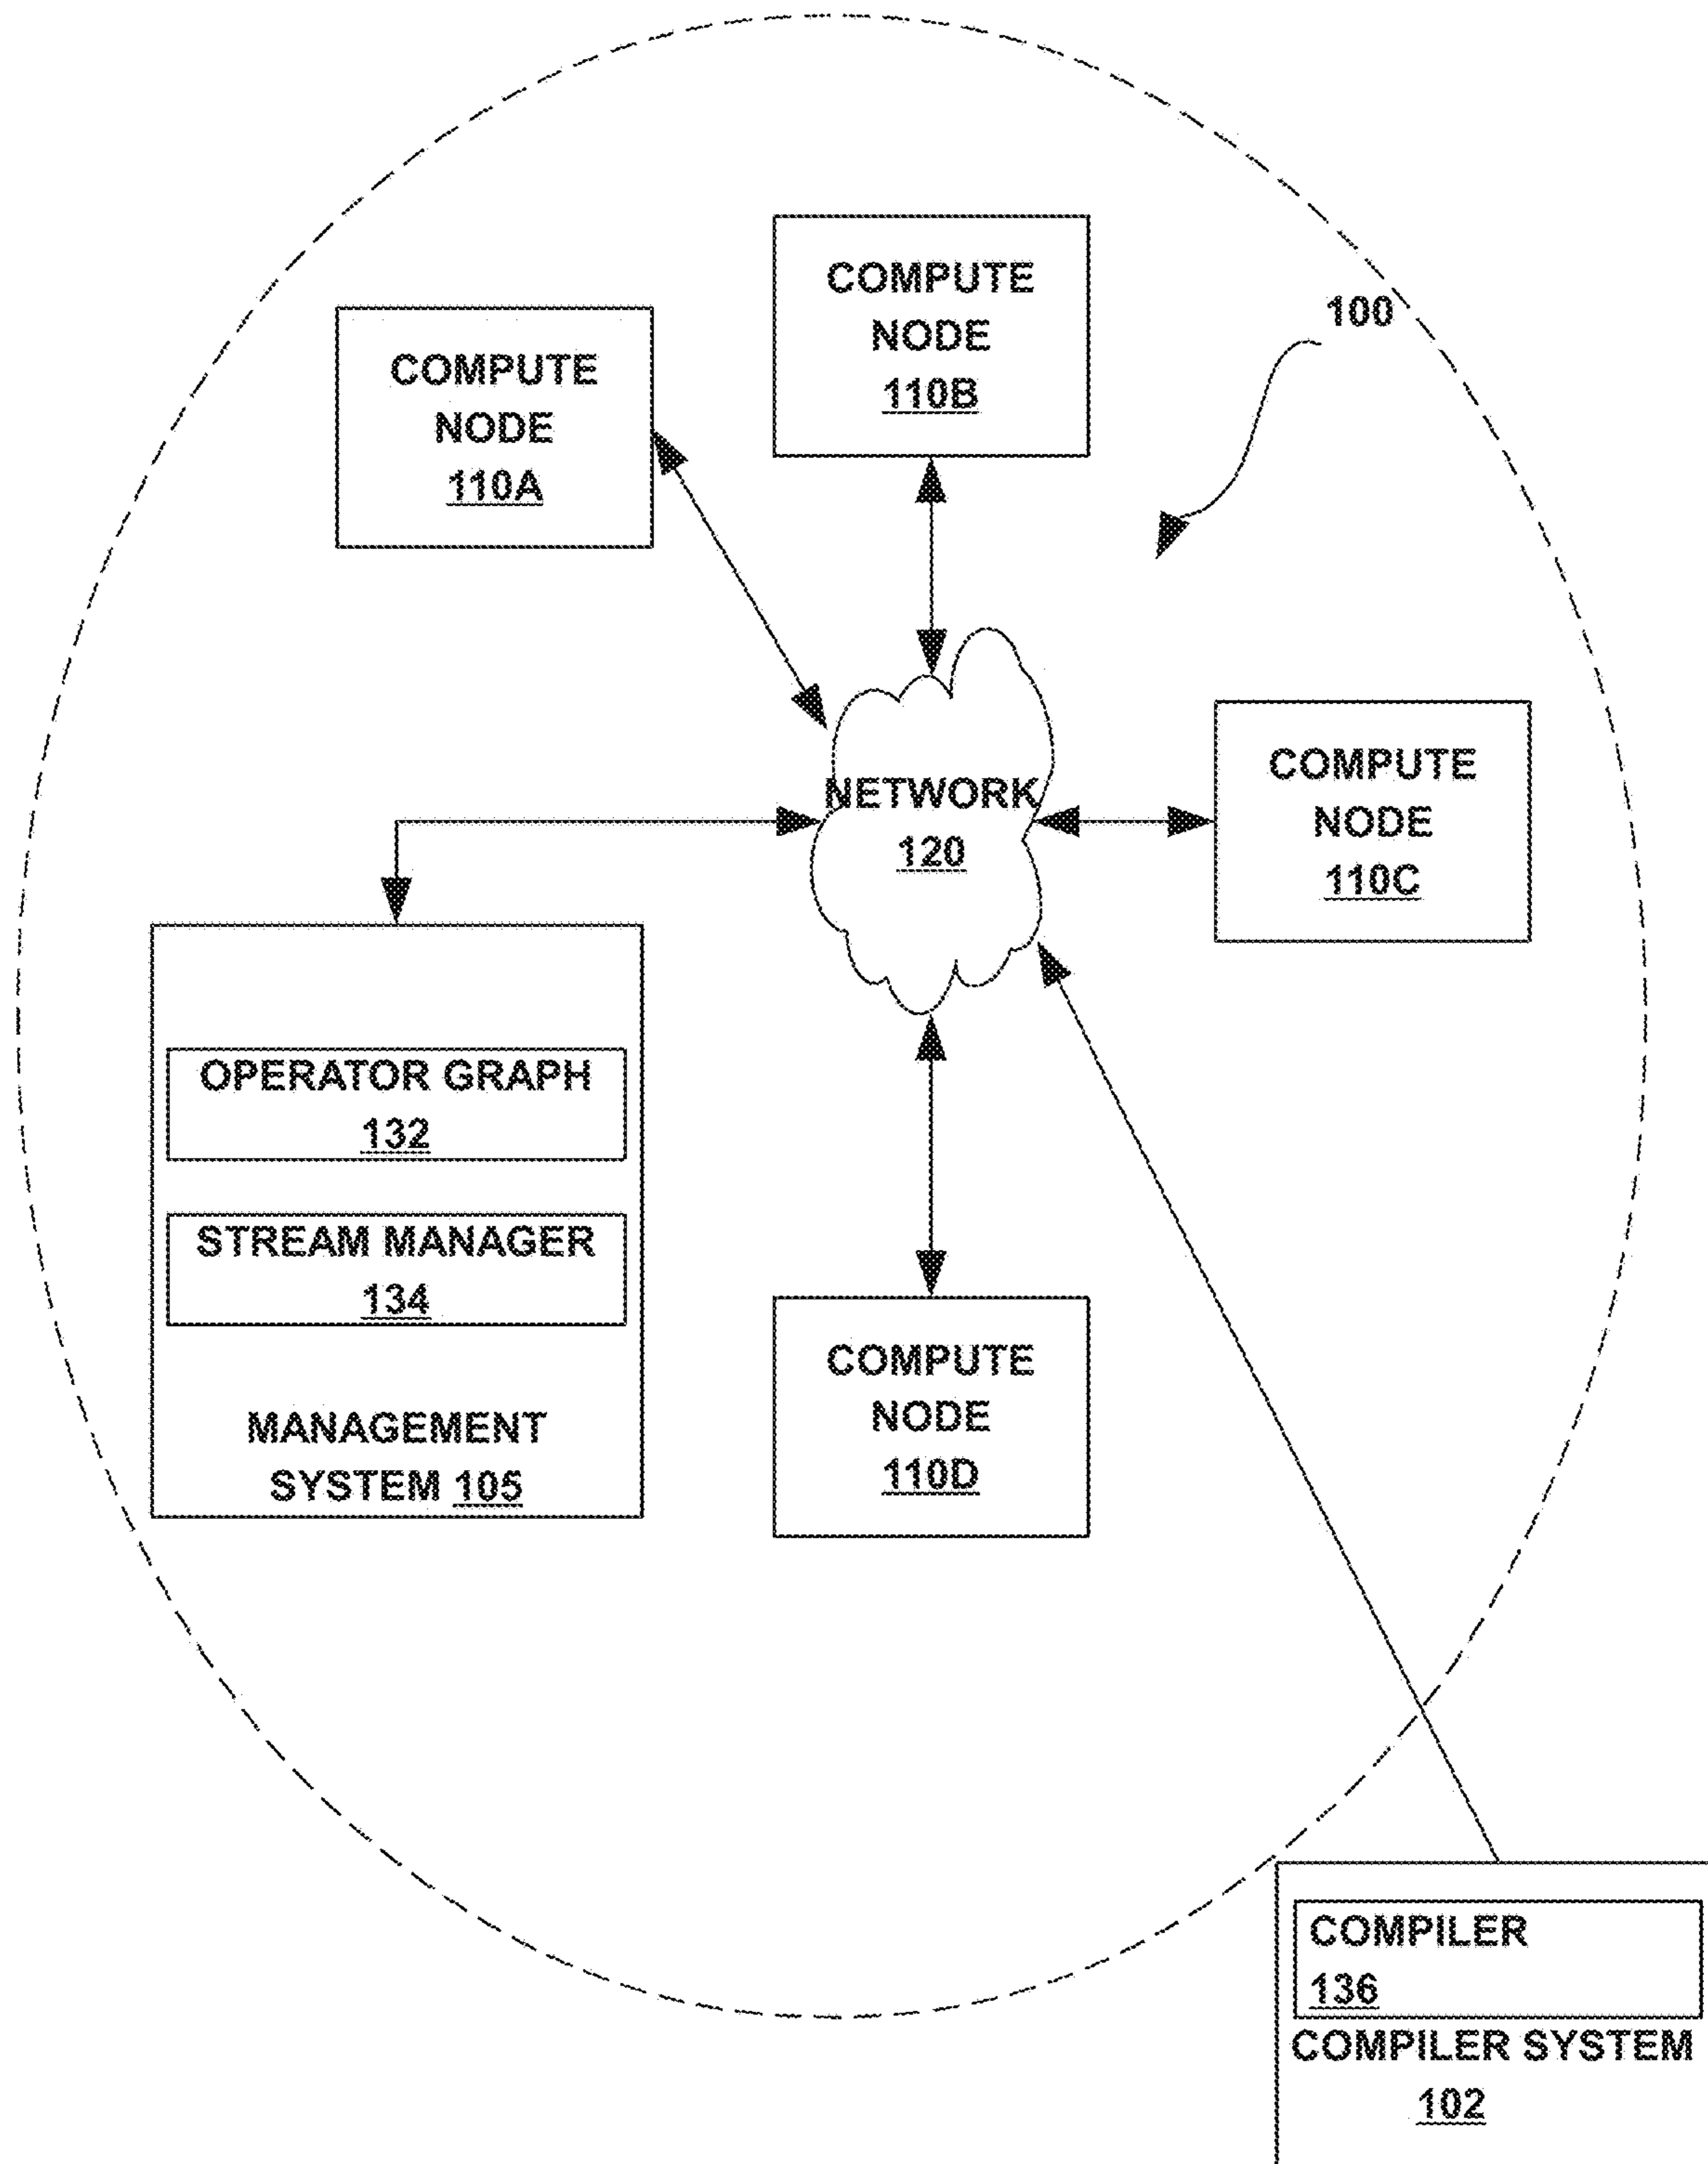 COMPUTE
NODE
110B
100
COMPUTE
NODE
110A
NETWORK
120
COMPUTE
NODE
110C
OPERATOR GRAPH
132
STREAM MANAGER
134
MANAGEMENT
SYSTEM 105
COMPUTE
NODE
110D
COMPILER
136
COMPILER SYSTEM
102